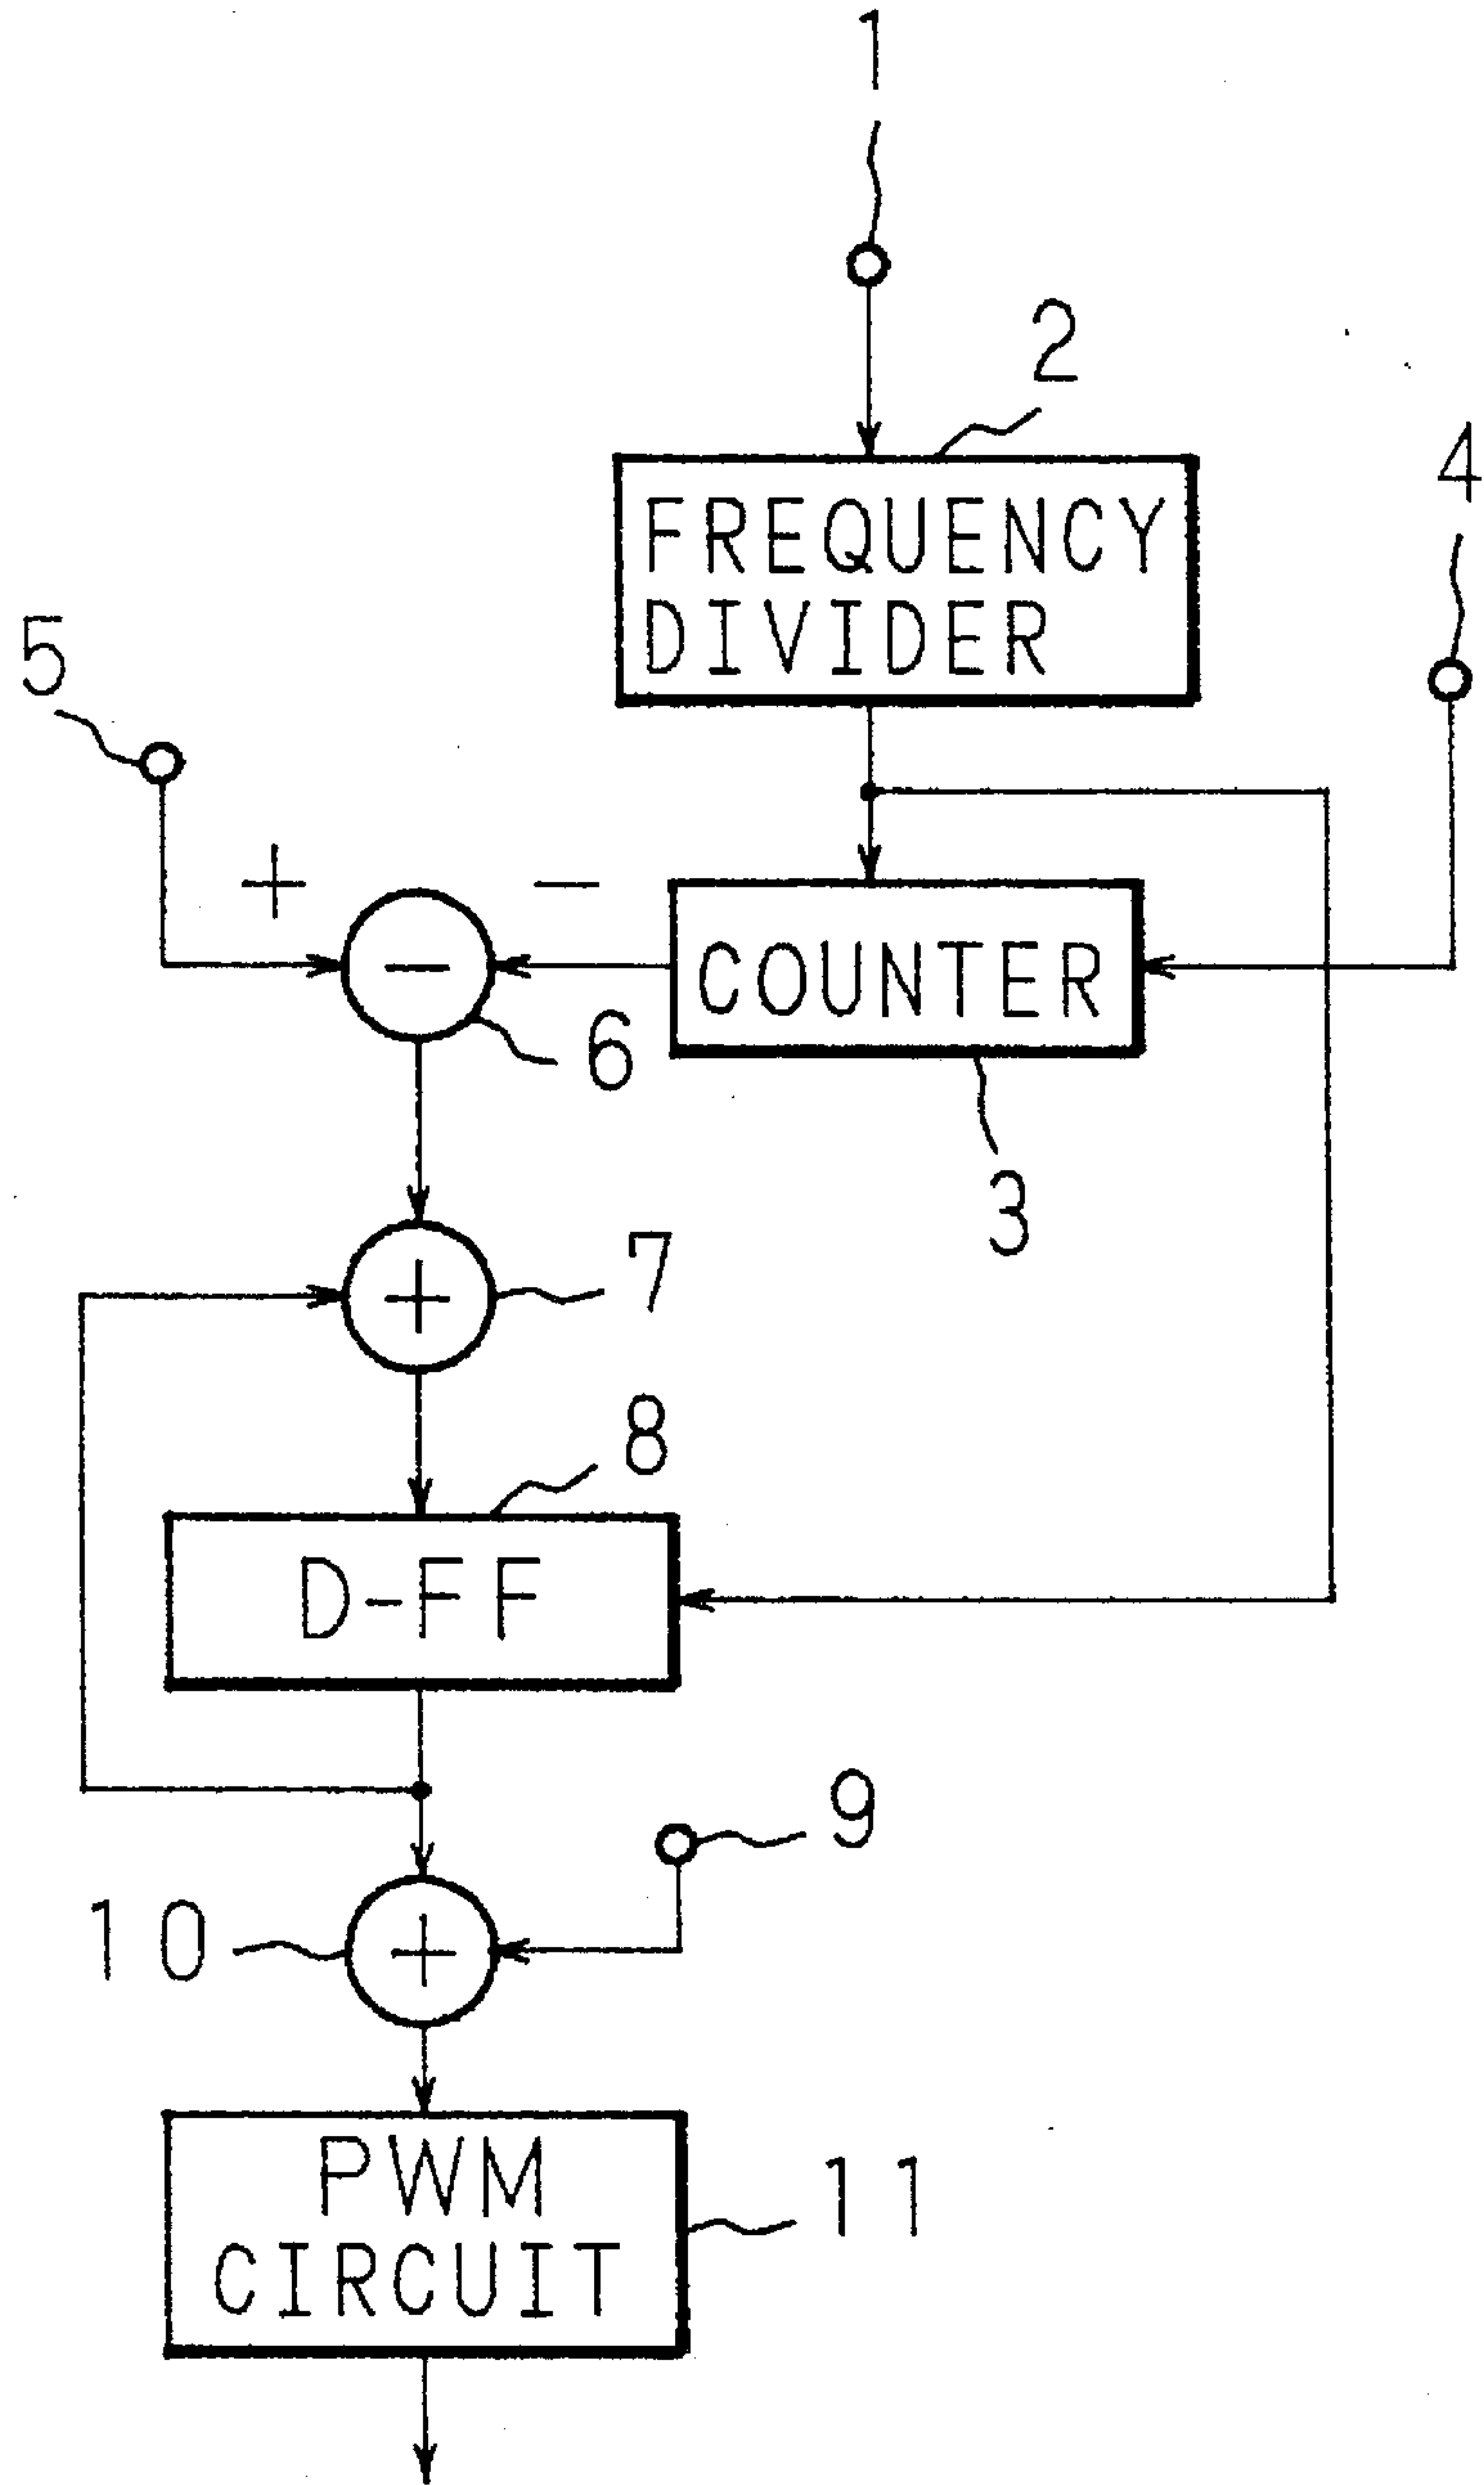 1
2
FREQUENCY
DIVIDER
4
5
+
−
−
COUNTER
6
3
+
7
8
D-FF
9
10
+
PWM
CIRCUIT
11